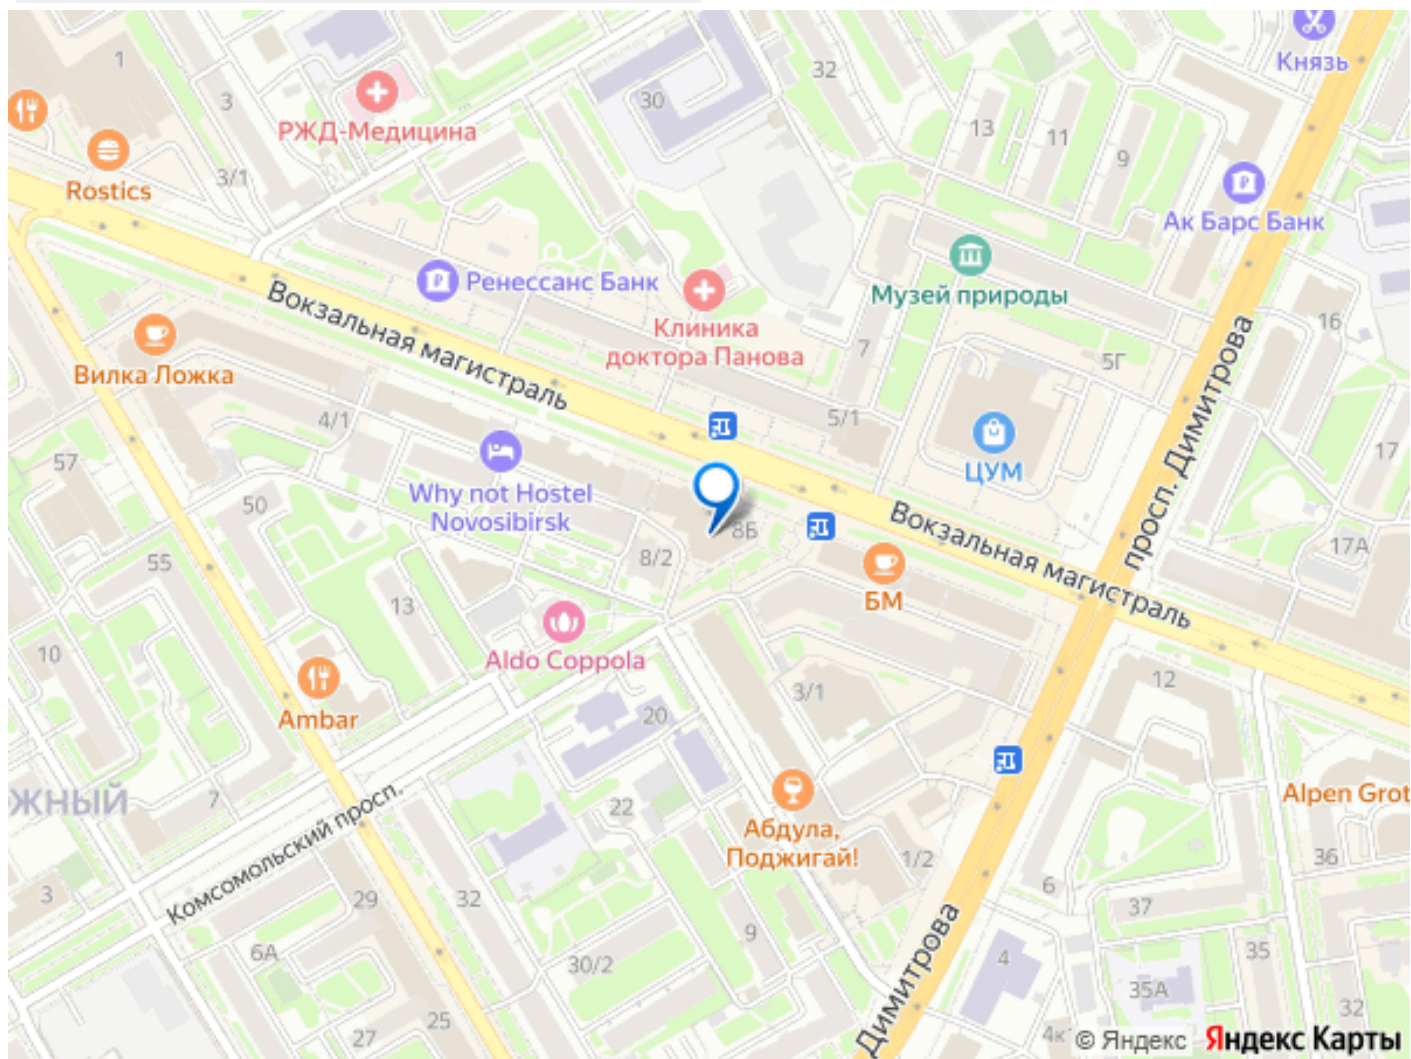 1
3
32
30
Князь
РЖД-Медицина
13
11
9
Rostics
3/1
Ак Барс Банк
Ренессанс Банк
Музей природы
Вокзальная магистраль
Клиника
доктора Панова
7
16
5Г
Вилка Ложка
4/1
5/1
просп. Димитрова
57
ЦУМ
17
Why not Hostel
Novosibirsk
50
8Б
Вокзальная магистраль
17А
55
8/2
БМ
13
10
Aldo Coppola
12
Ambar
3/1
20
ЖНЫЙ
7
22
Alpen Grot
Комсомольский просп.
Абдула,
Поджигай!
1/2
36
6
3
29
32
37
9
6А
30/2
4
35
35А
Димитрова
25
27
32
4к
© Яндекс
Яндекс Карты